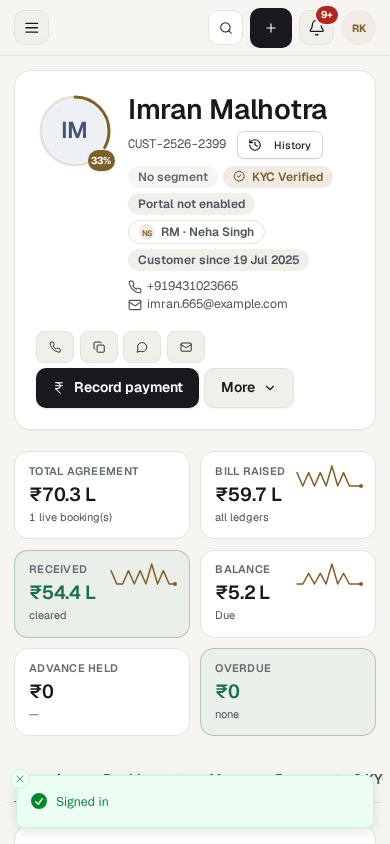 9+
RK
IM
33%
Imran Malhotra
CUST-2526-2399
History
No segment
KYC Verified
Portal not enabled
NS RM · Neha Singh
Customer since 19 Jul 2025
+919431023665
imran.665@example.com
₹ Record payment
More
TOTAL AGREEMENT
₹70.3 L
1 live booking(s)
BILL RAISED
₹59.7 L
all ledgers
RECEIVED
₹54.4 L
cleared
BALANCE
₹5.2 L
Due
ADVANCE HELD
₹0
—
OVERDUE
₹0
none
Signed in